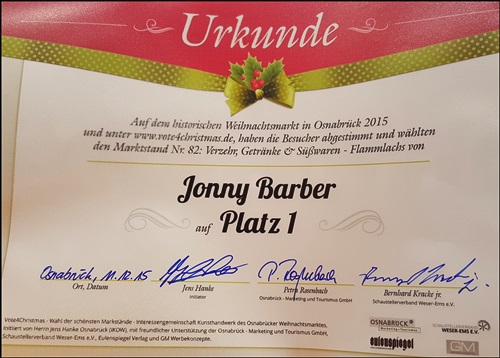 Urkunde
Auf dem historischen Weihnachtsmarkt in Osnabrück 2015
und unter www.vote4christmas.de, haben die Besucher abgestimmt und wählten
den Marktstand Nr. 82: Verzehr, Getränke & Süßwaren - Flammlachs von
Jonny Barber
auf Platz 1
Osnabrück, 11.12.15
Ort, Datum
Jens Hanke
Initiator
P. Rosenbach
Petra Rosenbach
Osnabrück - Marketing und Tourismus GmbH
Bernhard Kracke jr.
Schaustellerverband Weser-Ems e.V.
Vote4Christmas - Wahl der schönsten Marktstände - Interessengemeinschaft Kunsthandwerk des Osnabrücker Weihnachtsmarktes,
initiiert von Herrn Jens Hanke Osnabrück (IKOW), mit freundlicher Unterstützung der Osnabrück - Marketing und Tourismus GmbH,
Schaustellerverband Weser-Ems e.V., Eulenspiegel Verlag und GM Werbekonzepte.
OSNABRÜCK
Marketing Tourismus
SCHAUSTELLERVERBAND
WESER-EMS E.V.
eulenspiegel
GM